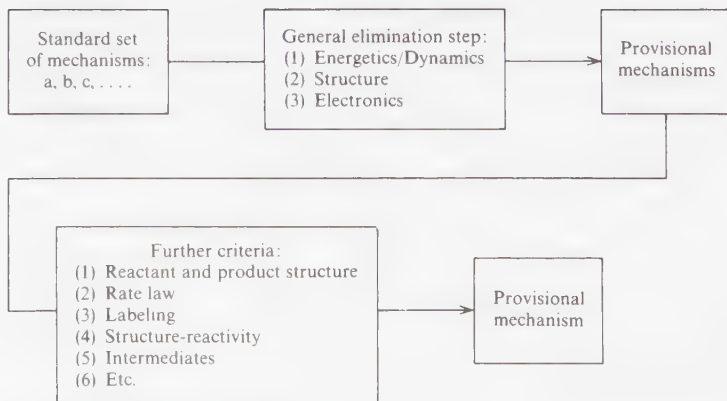 Standard set
of mechanisms:
a, b, c, . . . .
General elimination step:
(1) Energetics/Dynamics
(2) Structure
(3) Electronics
Provisional
mechanisms
Further criteria:
(1) Reactant and product structure
(2) Rate law
(3) Labeling
(4) Structure-reactivity
(5) Intermediates
(6) Etc.
Provisional
mechanism